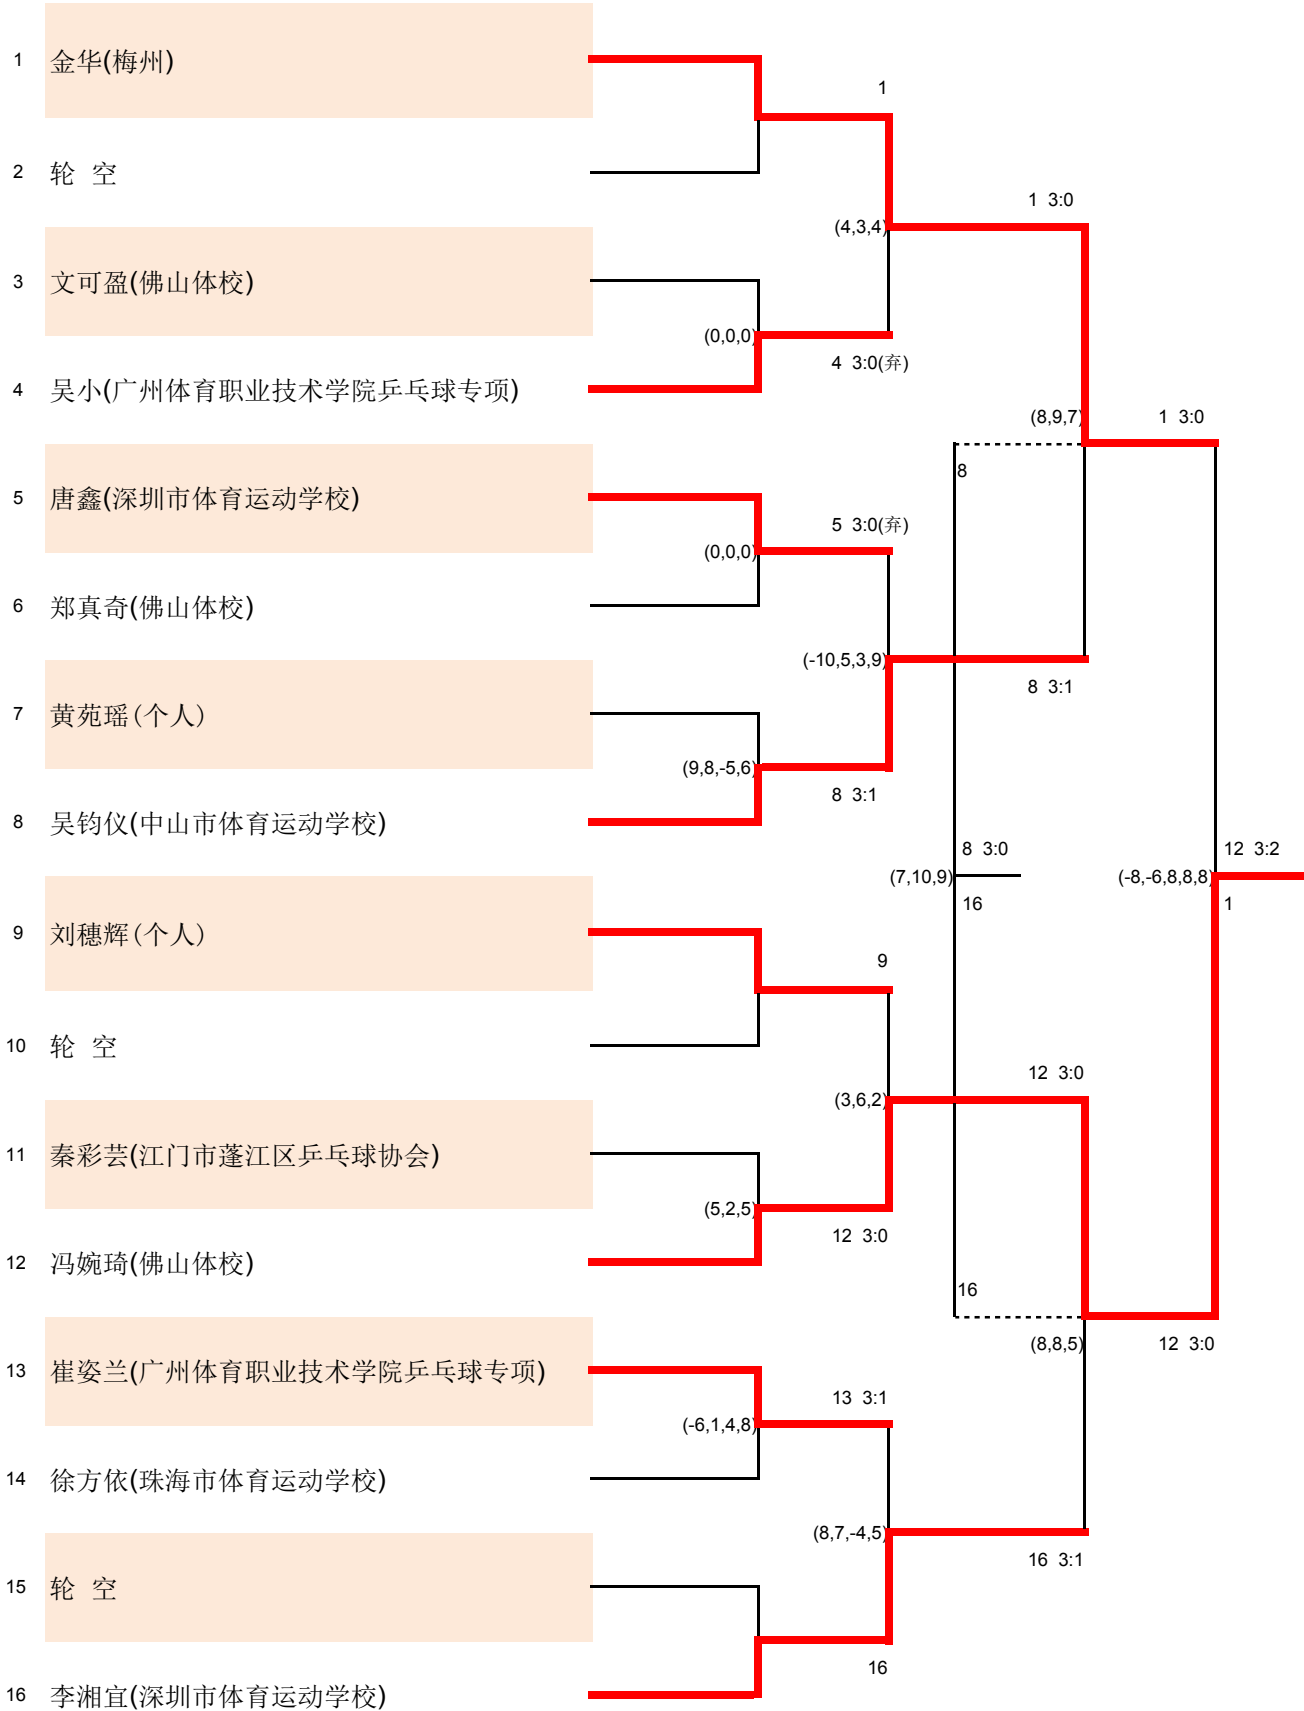 1 金华(梅州)
1
2 轮 空
1 3:0
(4,3,4)
3 文可盈(佛山体校)
(0,0,0)
4 3:0(弃)
4 吴小(广州体育职业技术学院乒乓球专项)
(8,9,7)
1 3:0
8
5 唐鑫(深圳市体育运动学校)
5 3:0(弃)
(0,0,0)
6 郑真奇(佛山体校)
(-10,5,3,9)
8 3:1
7 黄苑瑶(个人)
(9,8,-5,6)
8 3:1
8 吴钧仪(中山市体育运动学校)
8 3:0
12 3:2
(7,10,9)
(-8,-6,8,8,8)
16
1
9 刘穗辉(个人)
9
10 轮 空
12 3:0
(3,6,2)
11 秦彩芸(江门市蓬江区乒乓球协会)
(5,2,5)
12 3:0
12 冯婉琦(佛山体校)
16
(8,8,5)
12 3:0
13 崔姿兰(广州体育职业技术学院乒乓球专项)
13 3:1
(-6,1,4,8)
14 徐方依(珠海市体育运动学校)
(8,7,-4,5)
16 3:1
15 轮 空
16
16 李湘宜(深圳市体育运动学校)